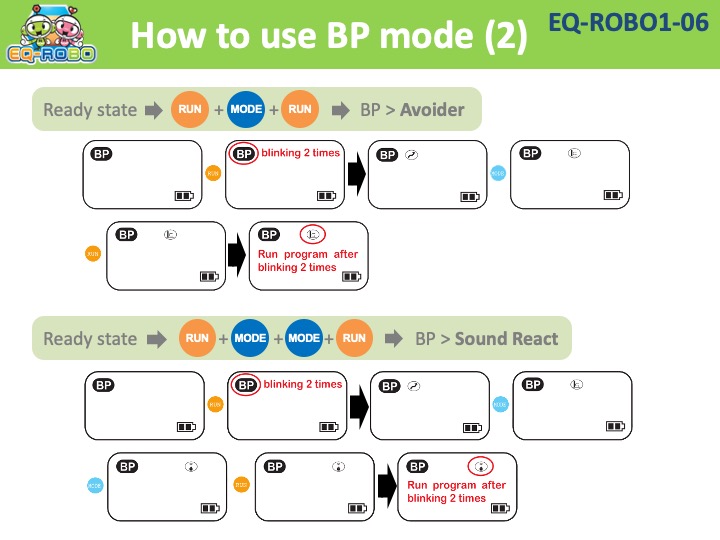 EQ-ROBO
How to use BP mode (2)
EQ-ROBO1-06
Ready state RUN + MODE + RUN BP > Avoider
BP
RUN
BP blinking 2 times
BP
MODE
BP
RUN
BP
BP
Run program after
blinking 2 times
Ready state RUN + MODE + MODE + RUN BP > Sound React
BP
RUN
BP blinking 2 times
BP
MODE
BP
MODE
BP
RUN
BP
BP
Run program after
blinking 2 times